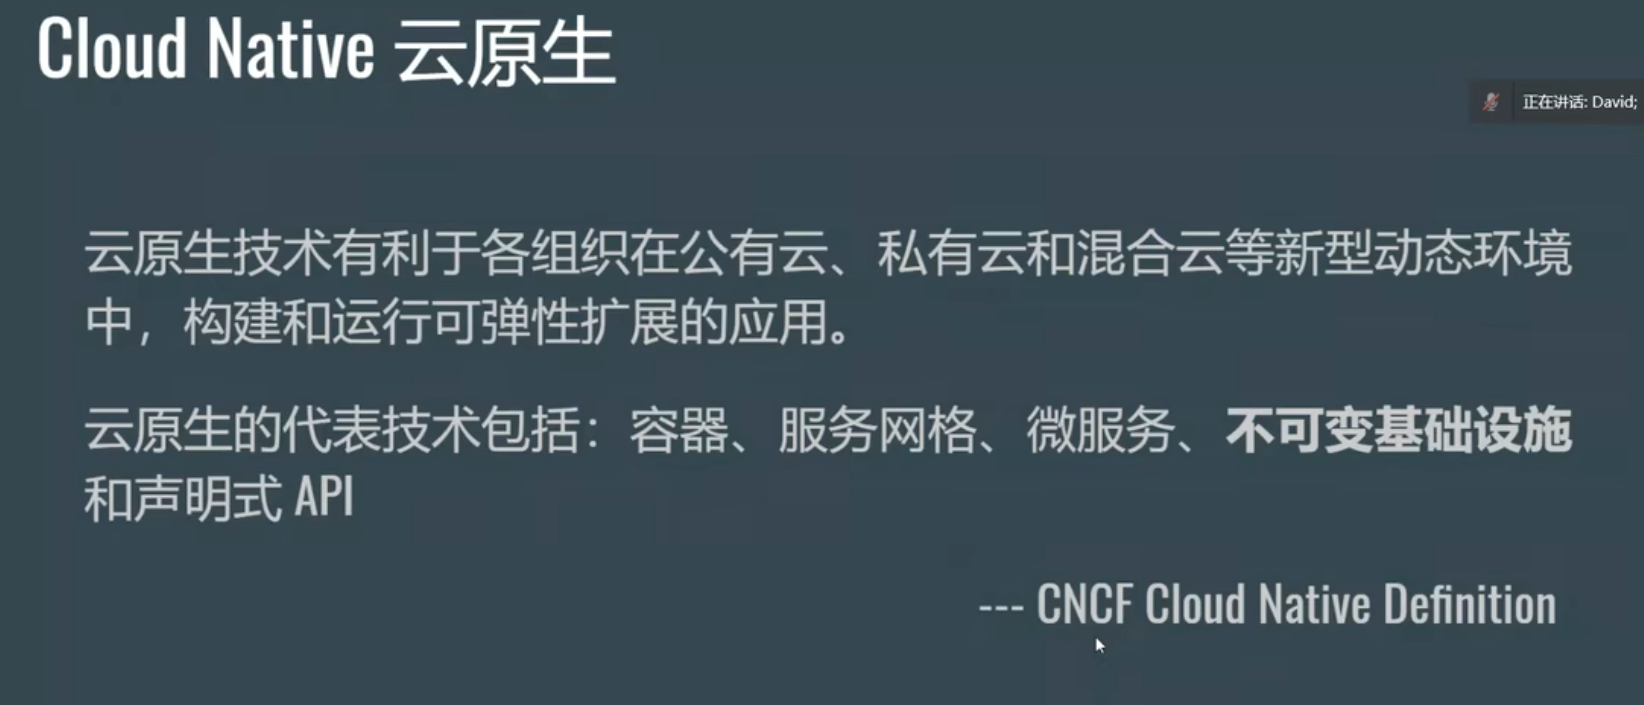 Cloud Native 云原生
正在讲话: David;
云原生技术有利于各组织在公有云、私有云和混合云等新型动态环境
中，构建和运行可弹性扩展的应用。
云原生的代表技术包括：容器、服务网格、微服务、不可变基础设施
和声明式 API
--- CNCF Cloud Native Definition